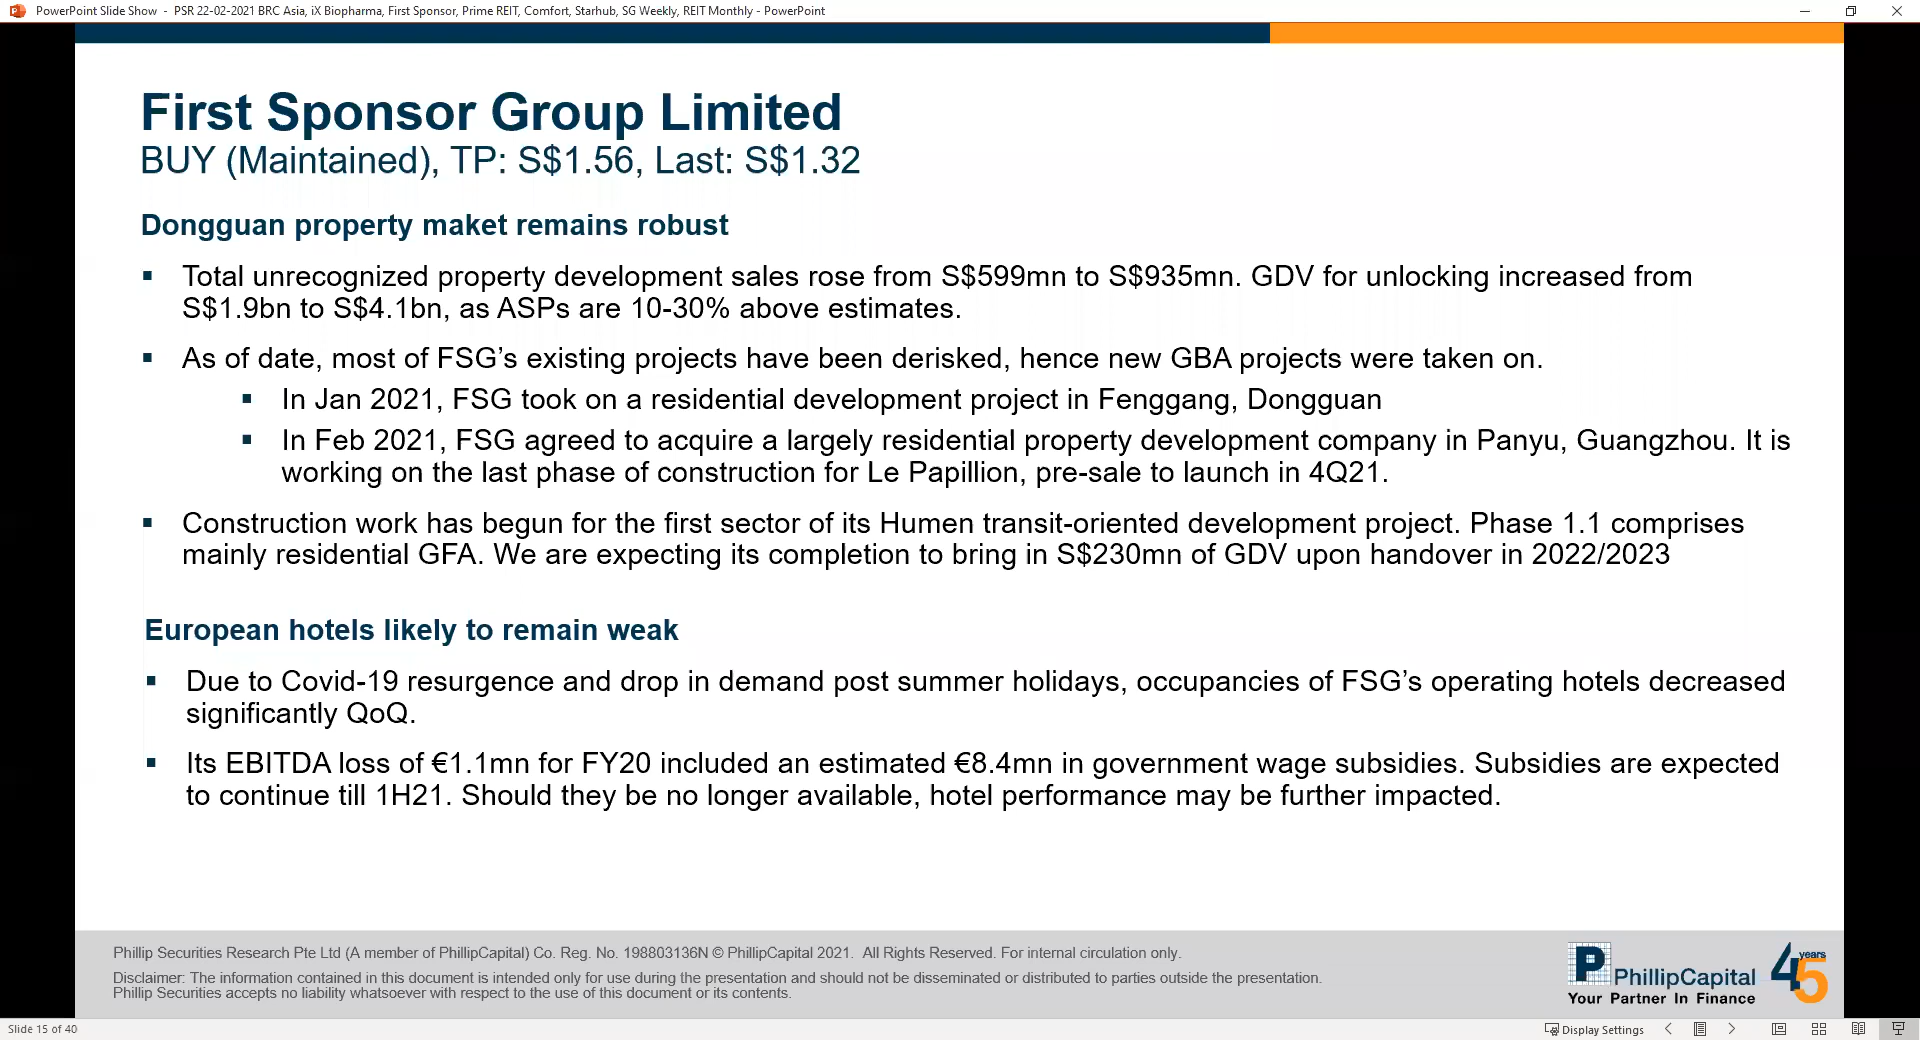 PowerPoint Slide Show - PSR 22-02-2021 BRC Asia, iX Biopharma, First Sponsor, Prime REIT, Comfort, Starhub, SG Weekly, REIT Monthly - PowerPoint
First Sponsor Group Limited
BUY (Maintained), TP: S$1.56, Last: S$1.32
Dongguan property maket remains robust
▪ Total unrecognized property development sales rose from S$599mn to S$935mn. GDV for unlocking increased from
S$1.9bn to S$4.1bn, as ASPs are 10-30% above estimates.
▪ As of date, most of FSG’s existing projects have been derisked, hence new GBA projects were taken on.
▪ In Jan 2021, FSG took on a residential development project in Fenggang, Dongguan
▪ In Feb 2021, FSG agreed to acquire a largely residential property development company in Panyu, Guangzhou. It is
working on the last phase of construction for Le Papillion, pre-sale to launch in 4Q21.
▪ Construction work has begun for the first sector of its Humen transit-oriented development project. Phase 1.1 comprises
mainly residential GFA. We are expecting its completion to bring in S$230mn of GDV upon handover in 2022/2023
European hotels likely to remain weak
▪ Due to Covid-19 resurgence and drop in demand post summer holidays, occupancies of FSG’s operating hotels decreased
significantly QoQ.
▪ Its EBITDA loss of €1.1mn for FY20 included an estimated €8.4mn in government wage subsidies. Subsidies are expected
to continue till 1H21. Should they be no longer available, hotel performance may be further impacted.
Phillip Securities Research Pte Ltd (A member of PhillipCapital) Co. Reg. No. 198803136N © PhillipCapital 2021. All Rights Reserved. For internal circulation only.
Disclaimer: The information contained in this document is intended only for use during the presentation and should not be disseminated or distributed to parties outside the presentation.
Phillip Securities accepts no liability whatsoever with respect to the use of this document or its contents.
P PhillipCapital
Your Partner In Finance
45 years
Slide 15 of 40
Display Settings